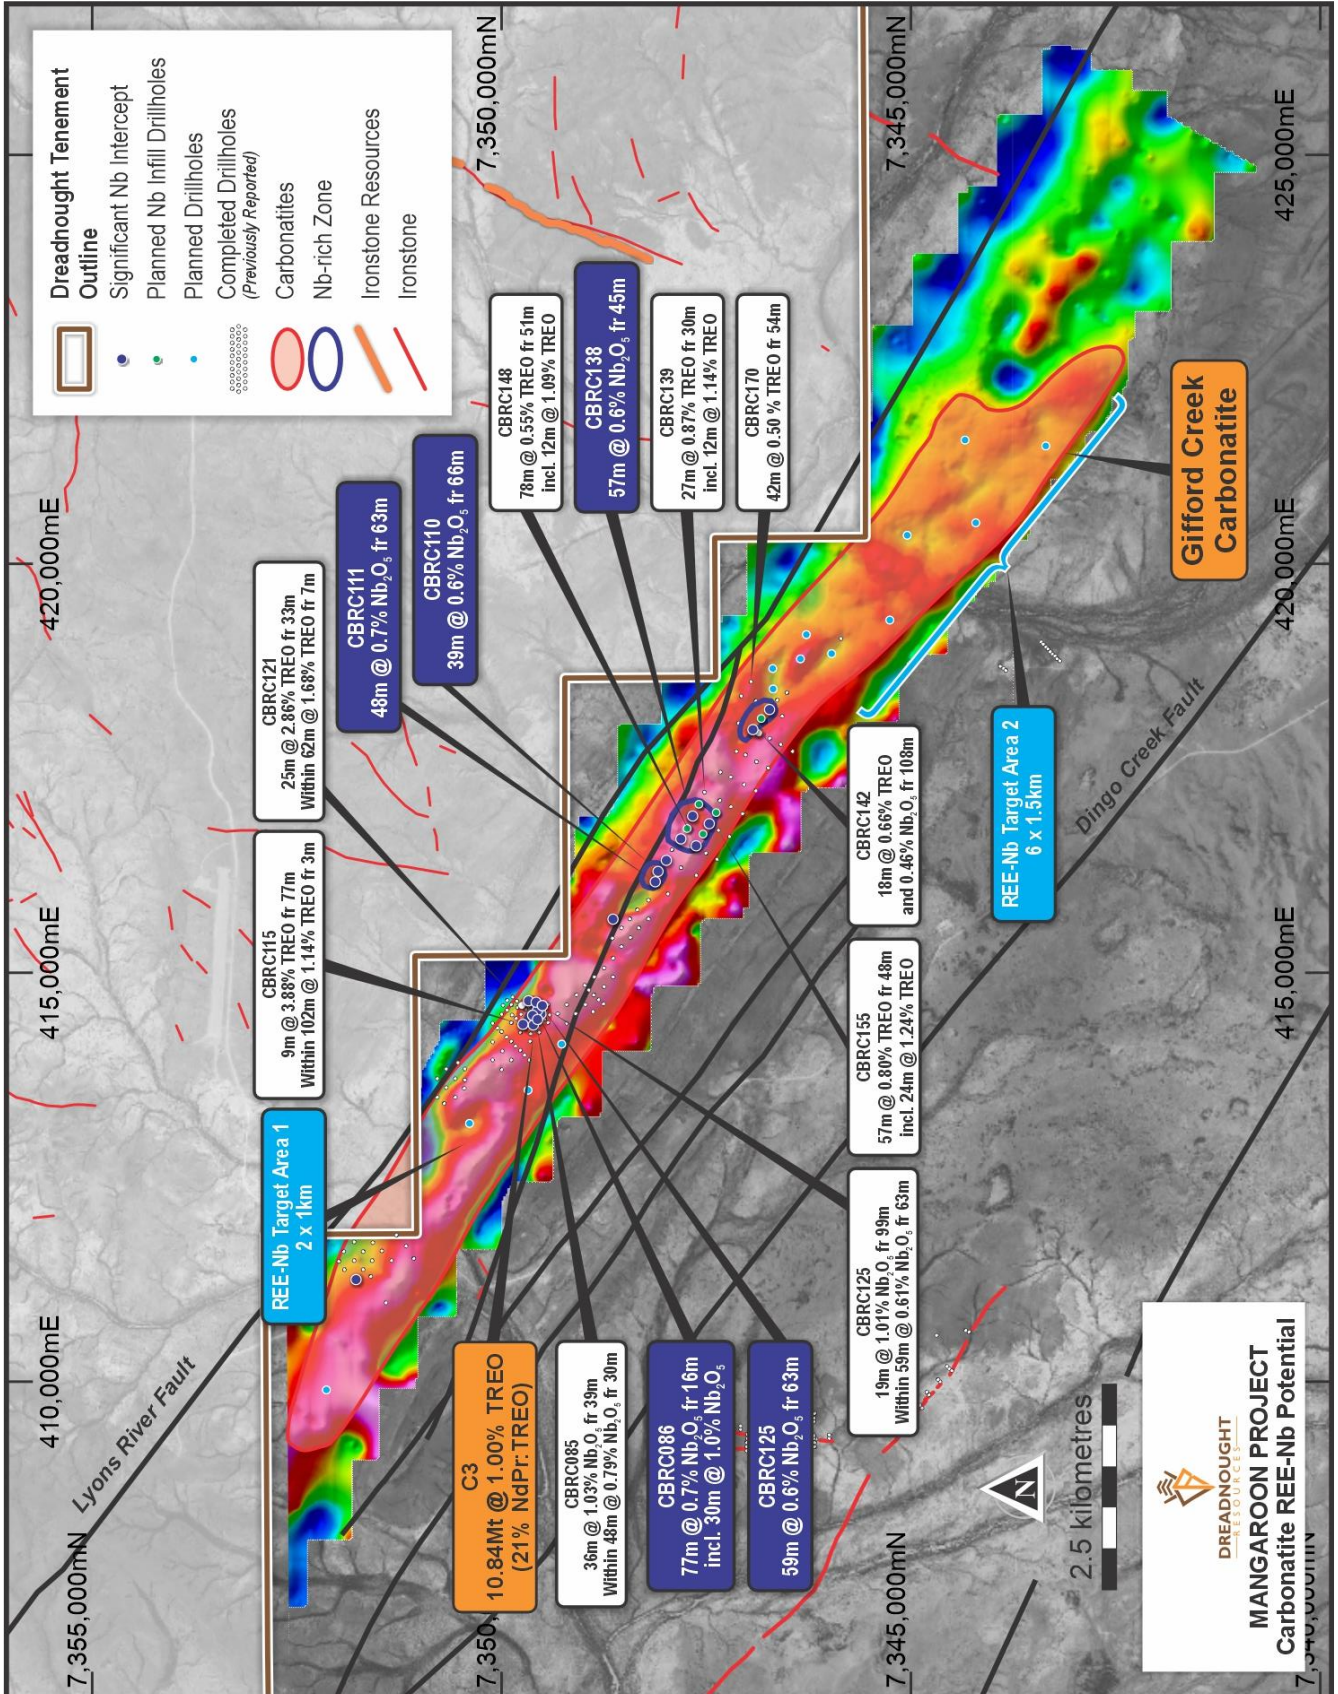 Dreadnought Tenement
Outline
Significant Nb Intercept
Planned Nb Infill Drillholes
Planned Drillholes
Completed Drillholes
(Previously Reported)
Carbonatites
Nb-rich Zone
Ironstone Resources
Ironstone
7,355,000mN
410,000mE
415,000mE
420,000mE
7,350,000mN
7,345,000mN
425,000mE
415,000mE
420,000mE
7,350,
7,345,000mN
Lyons River Fault
Dingo Creek Fault
REE-Nb Target Area 1
2 x 1km
CBRC115
9m @ 3.88% TREO fr 77m
Within 102m @ 1.14% TREO fr 3m
CBRC121
25m @ 2.86% TREO fr 33m
Within 62m @ 1.68% TREO fr 7m
CBRC111
48m @ 0.7% Nb₂O₅ fr 63m
CBRC110
39m @ 0.6% Nb₂O₅ fr 66m
CBRC148
78m @ 0.55% TREO fr 51m
incl. 12m @ 1.09% TREO
CBRC138
57m @ 0.6% Nb₂O₅ fr 45m
CBRC139
27m @ 0.87% TREO fr 30m
incl. 12m @ 1.14% TREO
CBRC170
42m @ 0.50 % TREO fr 54m
C3
10.84Mt @ 1.00% TREO
(21% NdPr:TREO)
CBRC085
36m @ 1.03% Nb₂O₅ fr 39m
Within 48m @ 0.79% Nb₂O₅ fr 30m
CBRC086
77m @ 0.7% Nb₂O₅ fr 16m
incl. 30m @ 1.0% Nb₂O₅
CBRC125
59m @ 0.6% Nb₂O₅ fr 63m
CBRC125
19m @ 1.01% Nb₂O₅ fr 99m
Within 59m @ 0.61% Nb₂O₅ fr 63m
CBRC155
57m @ 0.80% TREO fr 48m
incl. 24m @ 1.24% TREO
CBRC142
18m @ 0.66% TREO
and 0.46% Nb₂O₅ fr 108m
REE-Nb Target Area 2
6 x 1.5km
Gifford Creek
Carbonatite
N
2.5 kilometres
DREADNOUGHT
RESOURCES
MANGAROON PROJECT
Carbonatite REE-Nb Potential